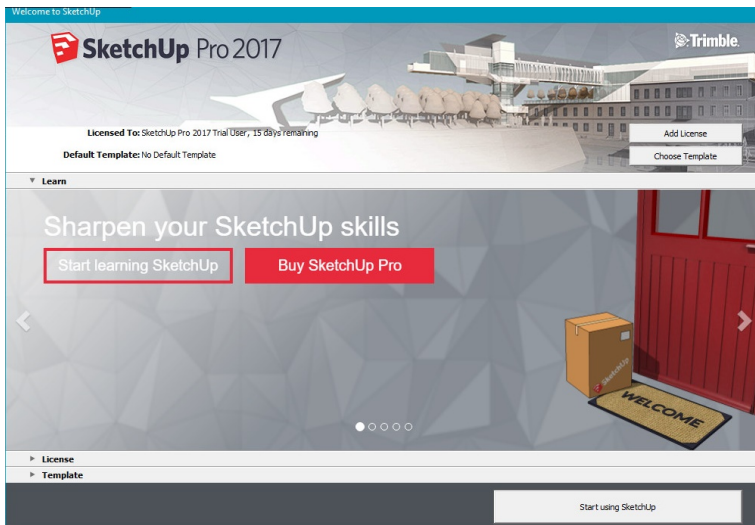 Welcome to SketchUp
SketchUp Pro 2017
Trimble.
Licensed To: SketchUp Pro 2017 Trial User, 15 days remaining
Add License
Default Template: No Default Template
Choose Template
Learn
Sharpen your SketchUp skills
Start learning SketchUp
Buy SketchUp Pro
SketchUp
WELCOME
License
Template
Start using SketchUp